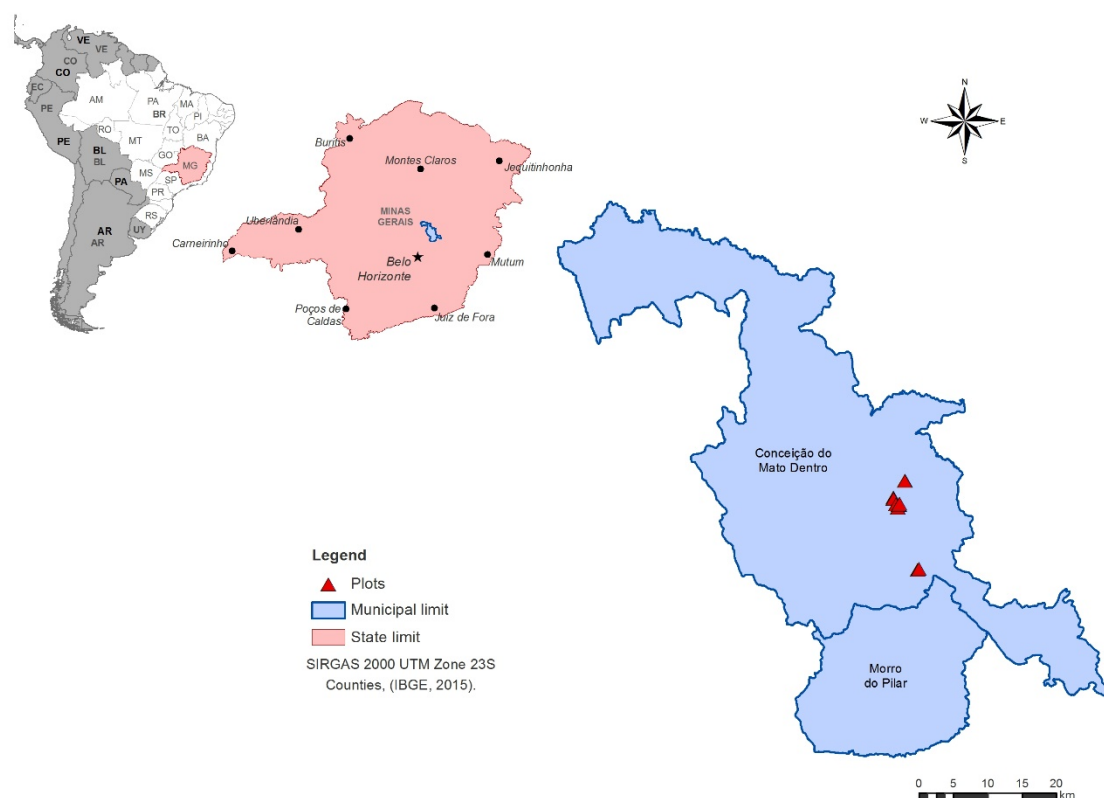 VE
VE
CO
CO
EC
PE
AM
PA
BR
MA
PI
RO
TO
BA
PE
MT
BL
BL
GO
MG
MS
SP
PA
PR
RS
AR
UY
AR
Buritis
Montes Claros
Jequitinhonha
MINAS
GERAIS
Uberlândia
Carneirinho
Belo
Horizonte
Mutum
Poços de
Caldas
Juiz de Fora
N
W
E
S
Conceição do
Mato Dentro
Morro
do Pilar
Legend
Plots
Municipal limit
State limit
SIRGAS 2000 UTM Zone 23S
Counties, (IBGE, 2015).
0 5 10 15 20
km